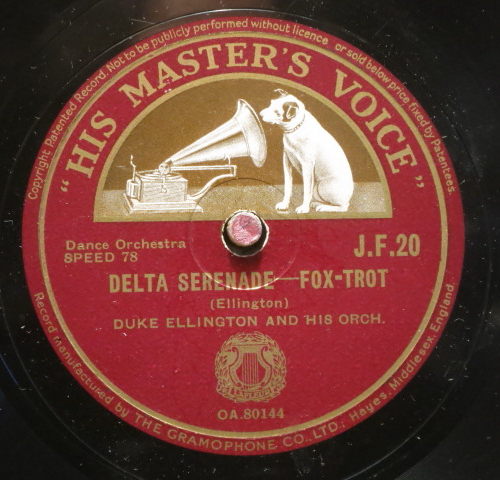 Copyright Patented Record. Not to be publicly performed without licence or sold below price fixed by Patentees.
"HIS MASTER'S VOICE"
Dance Orchestra
SPEED 78
J.F.20
DELTA SERENADE—FOX-TROT
(Ellington)
DUKE ELLINGTON AND HIS ORCH.
LAFLEUR
OA.80144
Record manufactured by THE GRAMOPHONE CO., LTD., Hayes, Middlesex, England